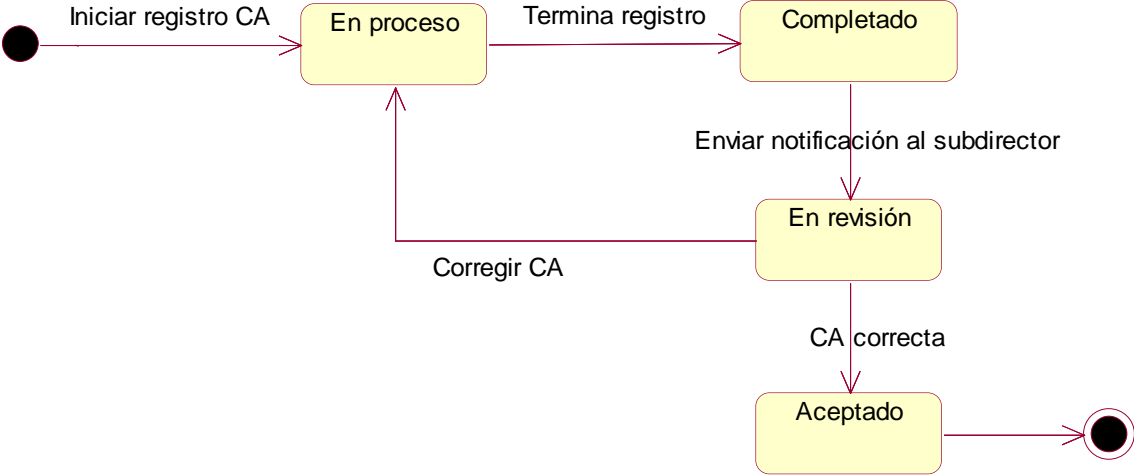 Iniciar registro CA
En proceso
Termina registro
Completado
Enviar notificación al subdirector
En revisión
Corregir CA
CA correcta
Aceptado